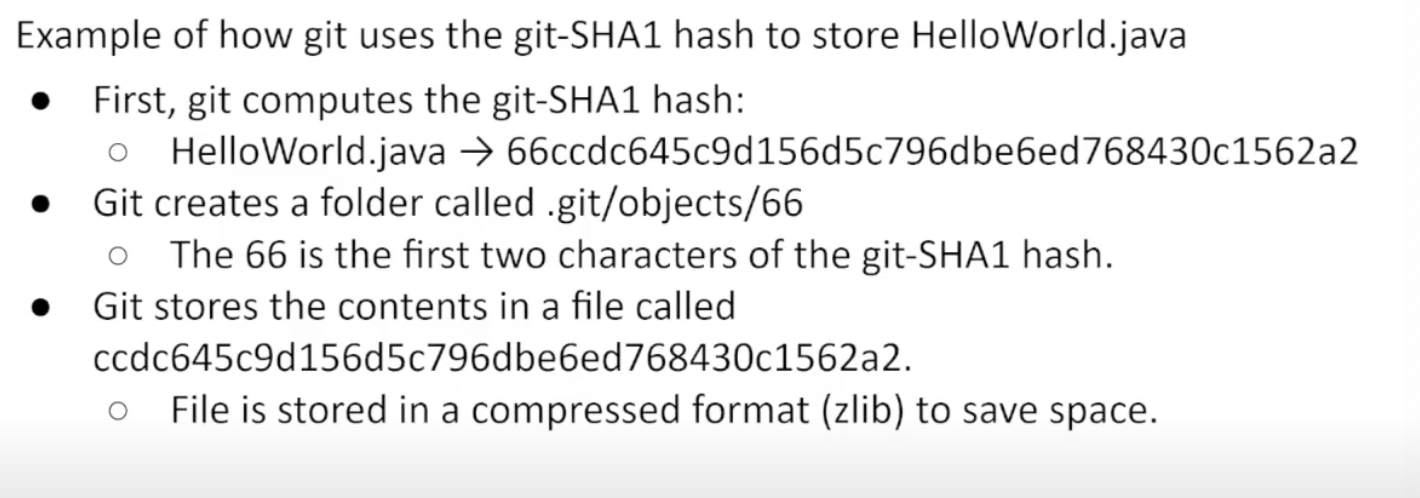 Example of how git uses the git-SHA1 hash to store HelloWorld.java
● First, git computes the git-SHA1 hash:
○ HelloWorld.java → 66ccdc645c9d156d5c796dbe6ed768430c1562a2
● Git creates a folder called .git/objects/66
○ The 66 is the first two characters of the git-SHA1 hash.
● Git stores the contents in a file called
ccdc645c9d156d5c796dbe6ed768430c1562a2.
○ File is stored in a compressed format (zlib) to save space.